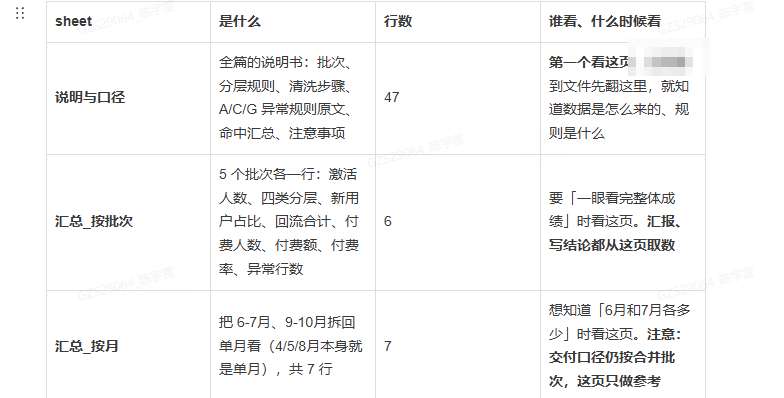 sheet
是什么
行数
谁看、什么时候看
说明与口径
全篇的说明书：批次、
分层规则、清洗步骤、
A/C/G 异常规则原文、
命中汇总、注意事项
47
第一个看这页
到文件先翻这里，就知
道数据是怎么来的、规
则是什么
汇总_按批次
5 个批次各一行：激活
人数、四类分层、新用
户占比、回流合计、付
费人数、付费额、付费
率、异常行数
6
要「一眼看完整体成
绩」时看这页。汇报、
写结论都从这页取数
汇总_按月
把 6-7月、9-10月拆回
单月看（4/5/8月本身就
是单月），共 7 行
7
想知道「6月和7月各多
少」时看这页。注意：
交付口径仍按合并批
次，这页只做参考